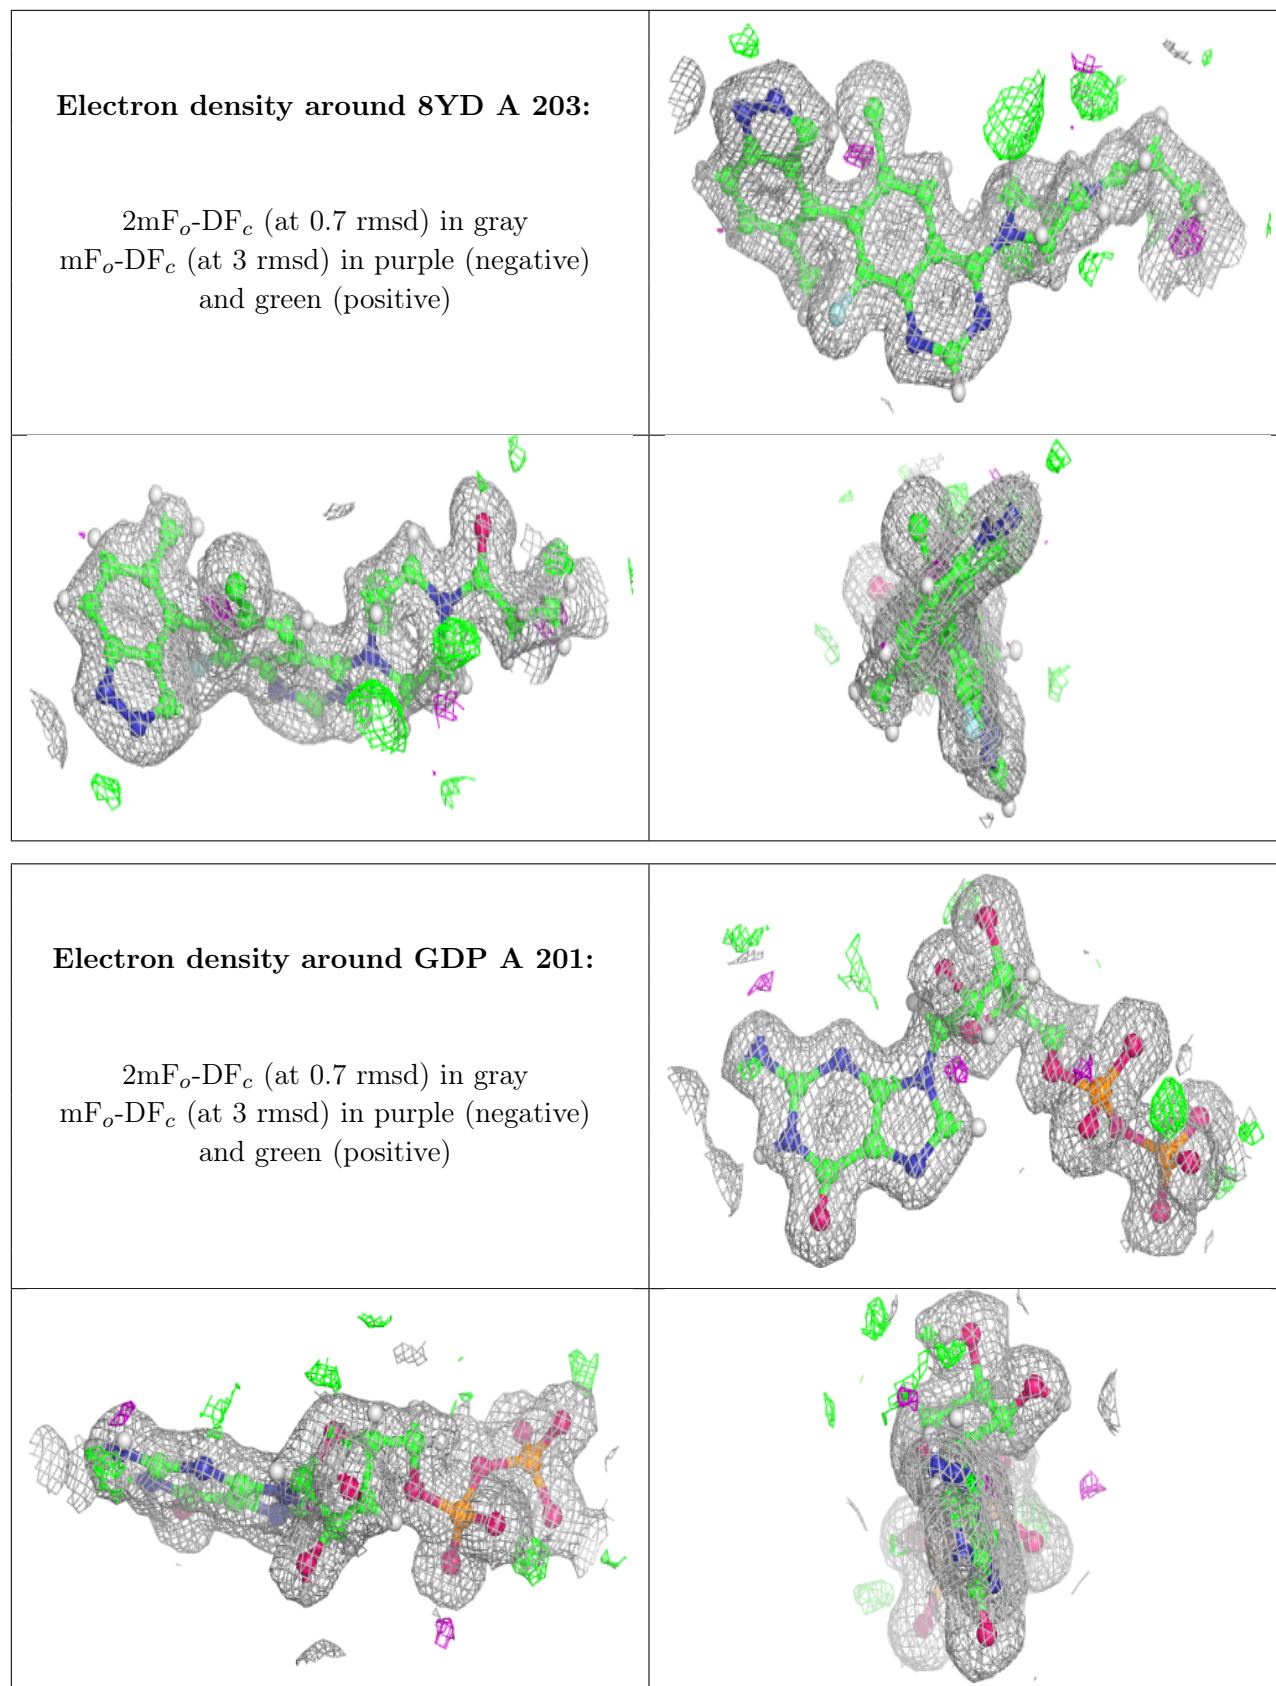 Electron density around 8YD A 203:
2mFo-DFc (at 0.7 rmsd) in gray
mFo-DFc (at 3 rmsd) in purple (negative)
and green (positive)
Electron density around GDP A 201:
2mFo-DFc (at 0.7 rmsd) in gray
mFo-DFc (at 3 rmsd) in purple (negative)
and green (positive)